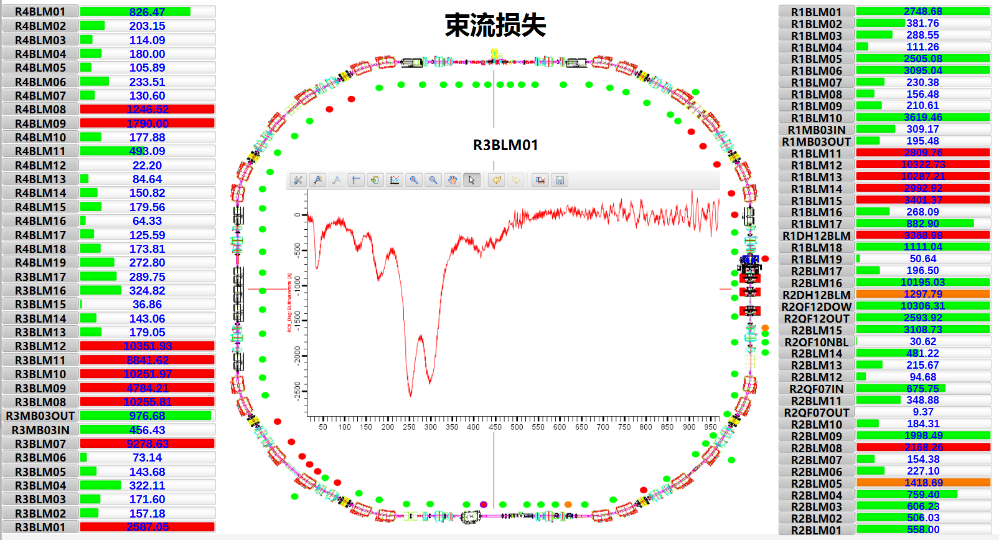 束流损失
R4BLM01 826.47
R4BLM02 203.15
R4BLM03 114.09
R4BLM04 180.00
R4BLM05 105.89
R4BLM06 233.51
R4BLM07 130.60
R4BLM08 1246.52
R4BLM09 1790.00
R4BLM10 177.88
R4BLM11 493.09
R4BLM12 22.20
R4BLM13 84.64
R4BLM14 150.82
R4BLM15 179.56
R4BLM16 64.33
R4BLM17 125.59
R4BLM18 173.81
R4BLM19 272.80
R3BLM17 289.75
R3BLM16 324.82
R3BLM15 36.86
R3BLM14 143.06
R3BLM13 179.05
R3BLM12 10351.93
R3BLM11 8841.62
R3BLM10 10251.97
R3BLM09 4784.21
R3BLM08 10255.81
R3MB03OUT 976.68
R3MB03IN 456.43
R3BLM07 9278.63
R3BLM06 73.14
R3BLM05 143.68
R3BLM04 322.11
R3BLM03 171.60
R3BLM02 157.18
R3BLM01 2587.05
R3BLM01
0
-500
-1000
-1500
-2000
-2500
RCS_Diag:BLM:waveform [A]
50 100 150 200 250 300 350 400 450 500 550 600 650 700 750 800 850 900 950
R1BLM01 2748.68
R1BLM02 381.76
R1BLM03 288.55
R1BLM04 111.26
R1BLM05 2505.08
R1BLM06 3095.04
R1BLM07 230.38
R1BLM08 156.48
R1BLM09 210.61
R1BLM10 3619.46
R1MB03IN 309.17
R1MB03OUT 195.48
R1BLM11 2809.76
R1BLM12 10322.73
R1BLM13 10287.21
R1BLM14 2992.92
R1BLM15 3401.37
R1BLM16 268.09
R1BLM17 882.90
R1DH12BLM 3368.98
R1BLM18 1111.04
R1BLM19 50.64
R2BLM17 196.50
R2BLM16 10195.03
R2DH12BLM 1297.79
R2QF12DOW 10306.31
R2QF12OUT 2593.92
R2BLM15 3108.73
R2QF10NBL 30.62
R2BLM14 481.22
R2BLM13 215.67
R2BLM12 94.68
R2QF07IN 675.75
R2BLM11 348.88
R2QF07OUT 9.37
R2BLM10 184.31
R2BLM09 1998.49
R2BLM08 2168.26
R2BLM07 154.38
R2BLM06 227.10
R2BLM05 1418.69
R2BLM04 759.40
R2BLM03 606.23
R2BLM02 506.03
R2BLM01 558.00